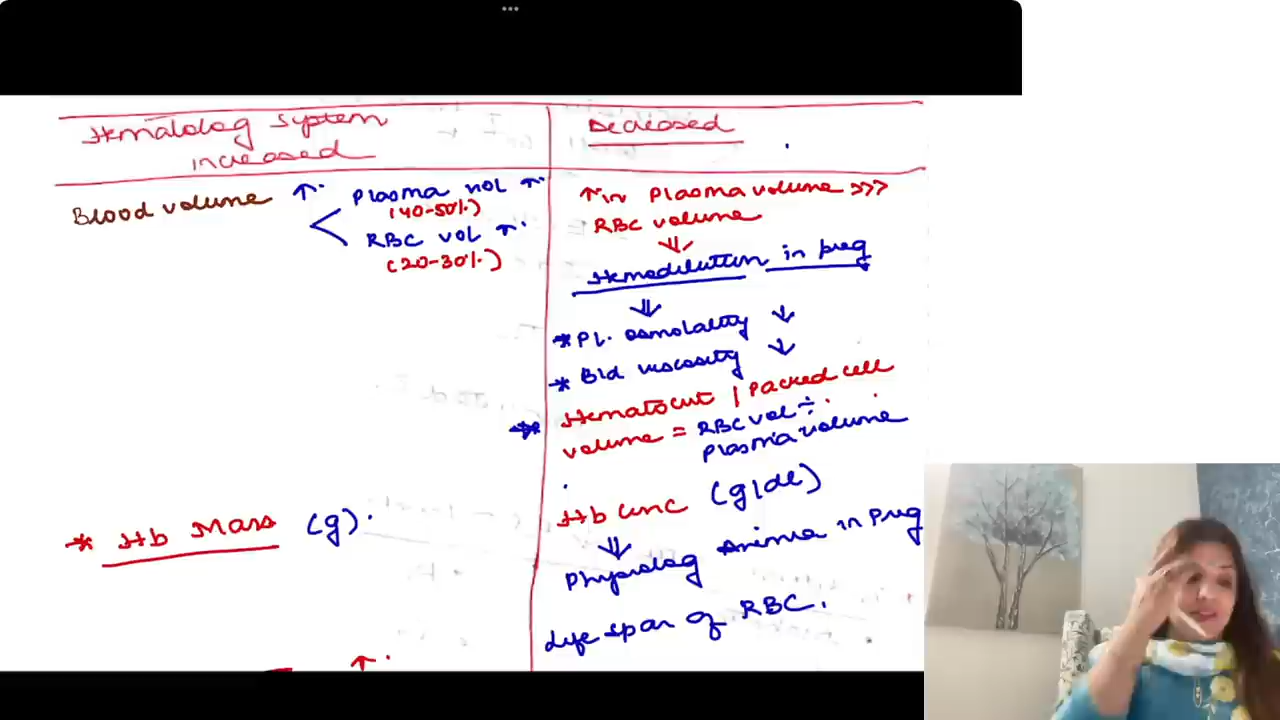 Hematolog System
increased
Decreased
Blood volume ↑
Plasma vol ↑
(40-50%)
RBC vol ↑
(20-30%)
↑ in Plasma volume >>>
RBC volume
⇓
Hemodilution in preg
⇓
* Pl. osmolality ↓
* Bld viscosity ↓
* Hematocrit / Packed cell
volume = RBC vol ÷
plasma volume
Hb conc (g/dl)
⇓
Physiolog Anemia in Preg
life span of RBC.
* Hb Mass (g).
↑